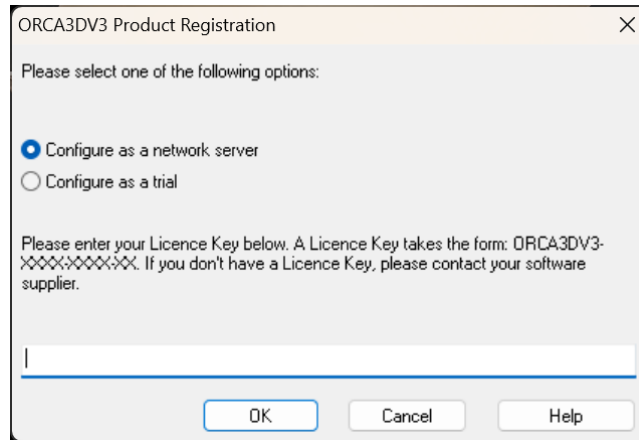 ORCA3DV3 Product Registration
Please select one of the following options:
Configure as a network server
Configure as a trial
Please enter your Licence Key below. A Licence Key takes the form: ORCA3DV3-
XXXX-XXXX-XX. If you don't have a Licence Key, please contact your software
supplier.
OK Cancel Help